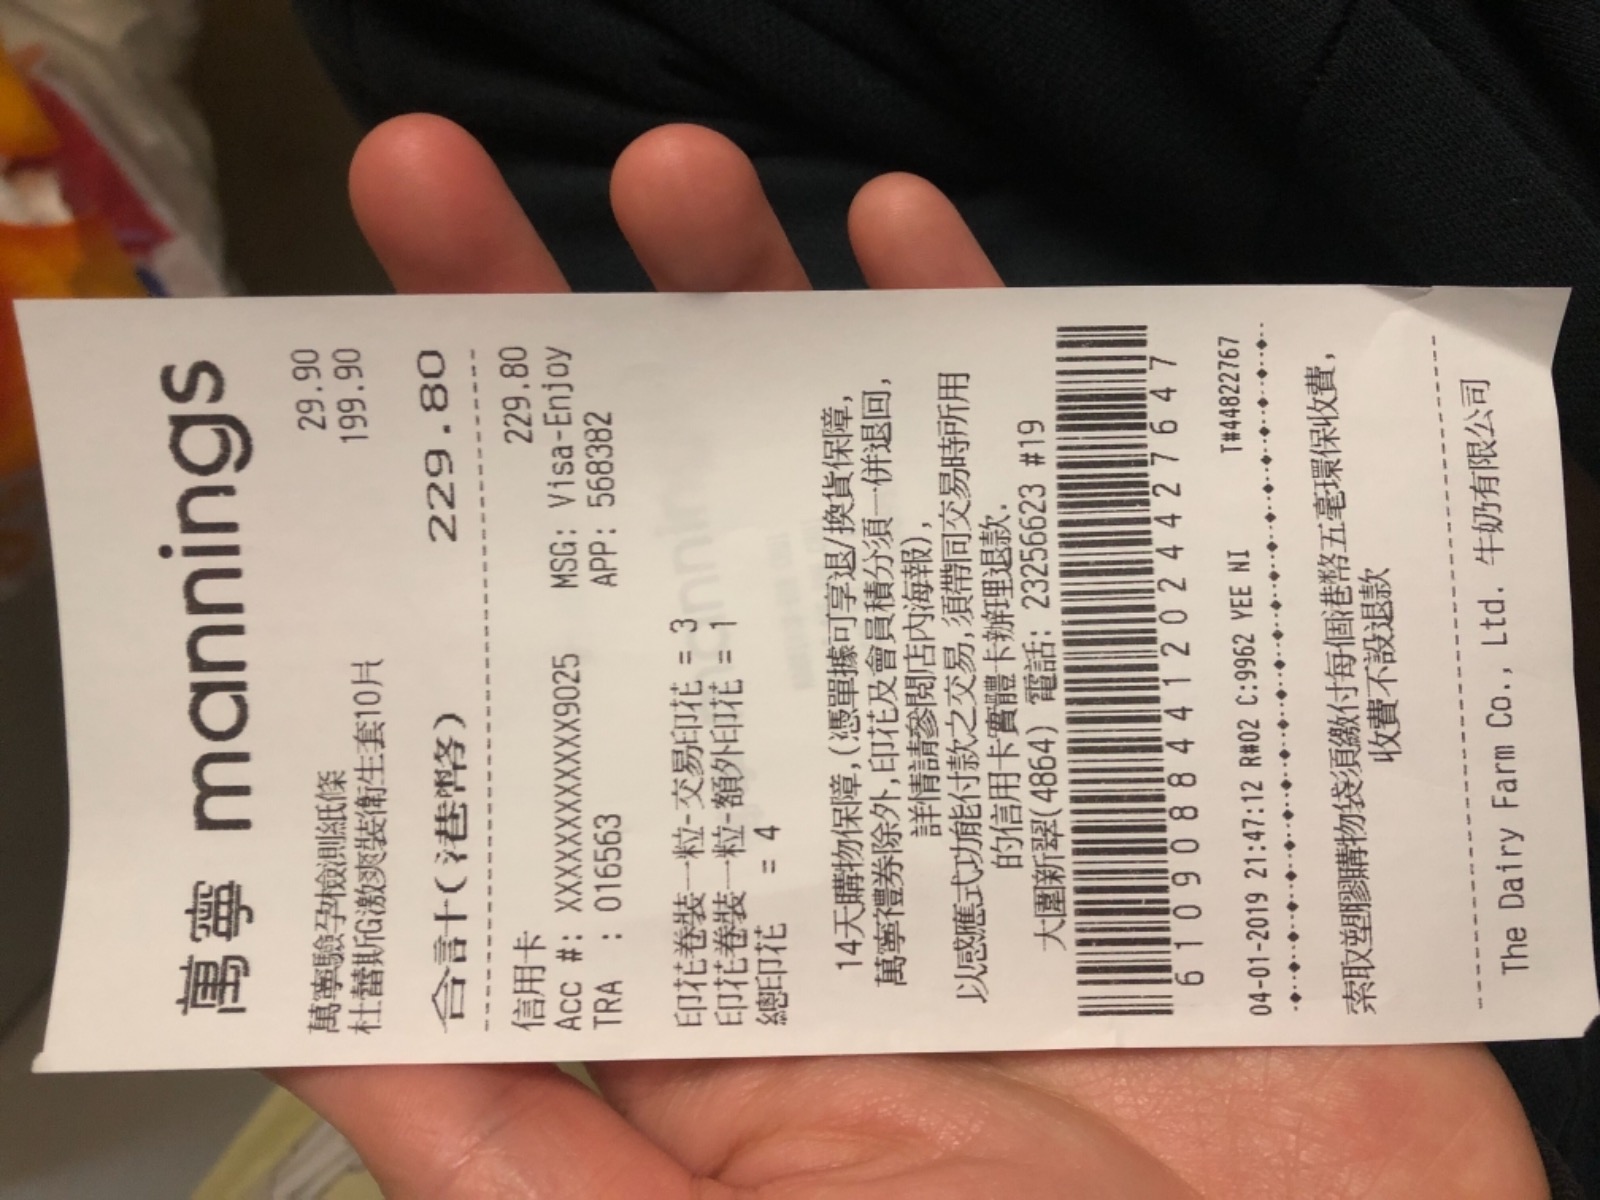 萬寧 mannings
萬寧驗孕檢測紙條 29.90
杜蕾斯G激爽裝衛生套10片 199.90
合計(港幣) 229.80
信用卡 229.80
ACC #: XXXXXXXXXXXX9025 MSG: Visa-Enjoy
TRA : 016563 APP: 568382
印花卷裝一粒-交易印花 = 3
印花卷裝一粒-額外印花 = 1
總印花 = 4
14天購物保障,(憑單據可享退/換貨保障,
萬寧禮券除外,印花及會員積分須一併退回,
詳情請參閱店內海報),
以感應式功能付款之交易,須帶同交易時所用
的信用卡實體卡辦理退款.
大圍新翠(4864) 電話: 23256623 #19
6109088441202442 7647
04-01-2019 21:47:12 R#02 C:9962 YEE NI T#4482767
索取塑膠購物袋須繳付每個港幣五毫環保收費,
收費不設退款
The Dairy Farm Co., Ltd. 牛奶有限公司